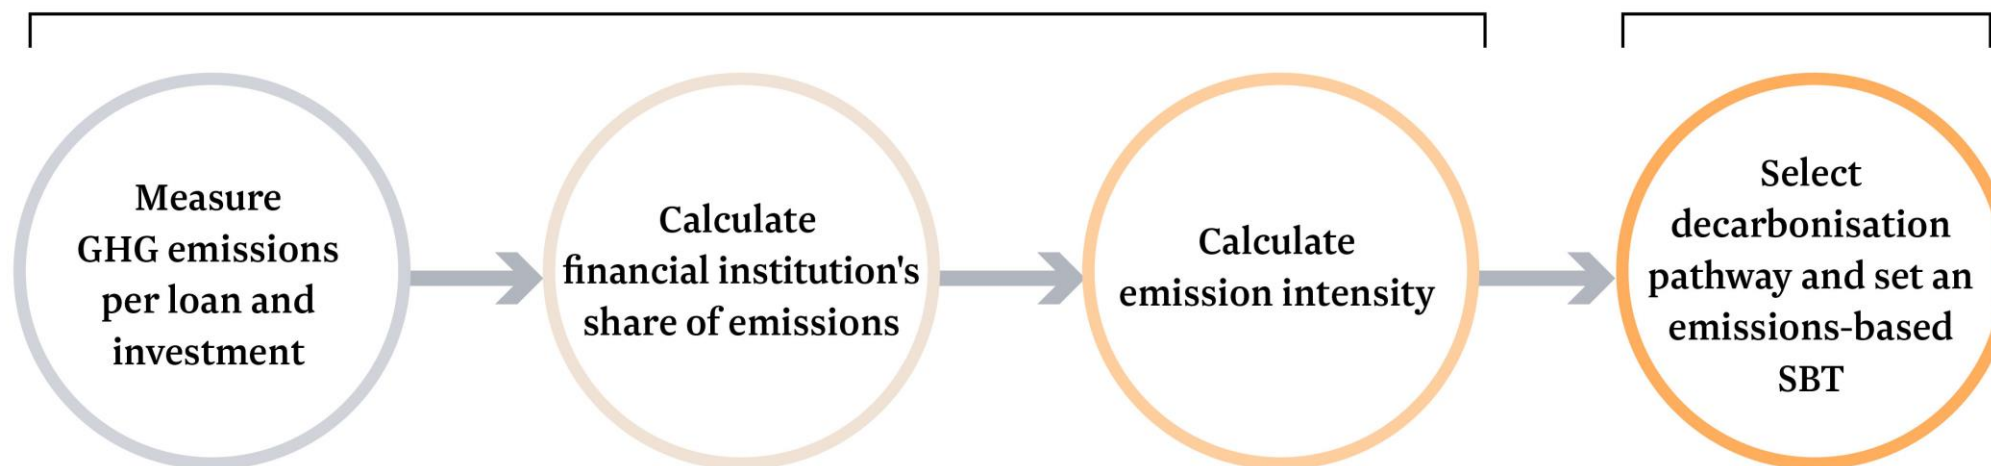 Measure
GHG emissions
per loan and
investment
Calculate
financial institution's
share of emissions
Calculate
emission intensity
Select
decarbonisation
pathway and set an
emissions-based
SBT